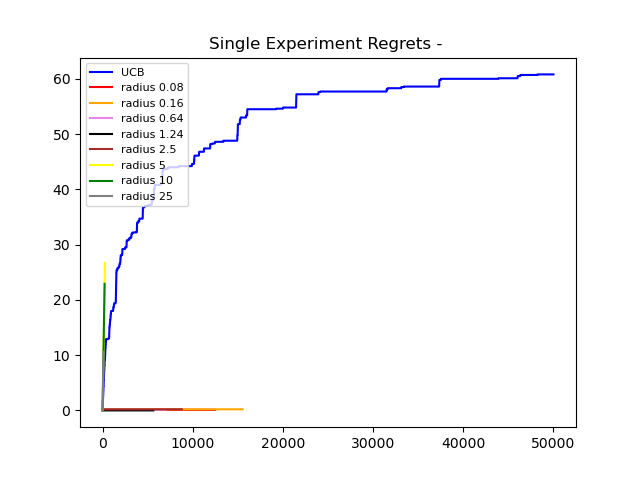 Single Experiment Regrets -
UCB
radius 0.08
radius 0.16
radius 0.64
radius 1.24
radius 2.5
radius 5
radius 10
radius 25
60
50
40
30
20
10
0
0 10000 20000 30000 40000 50000